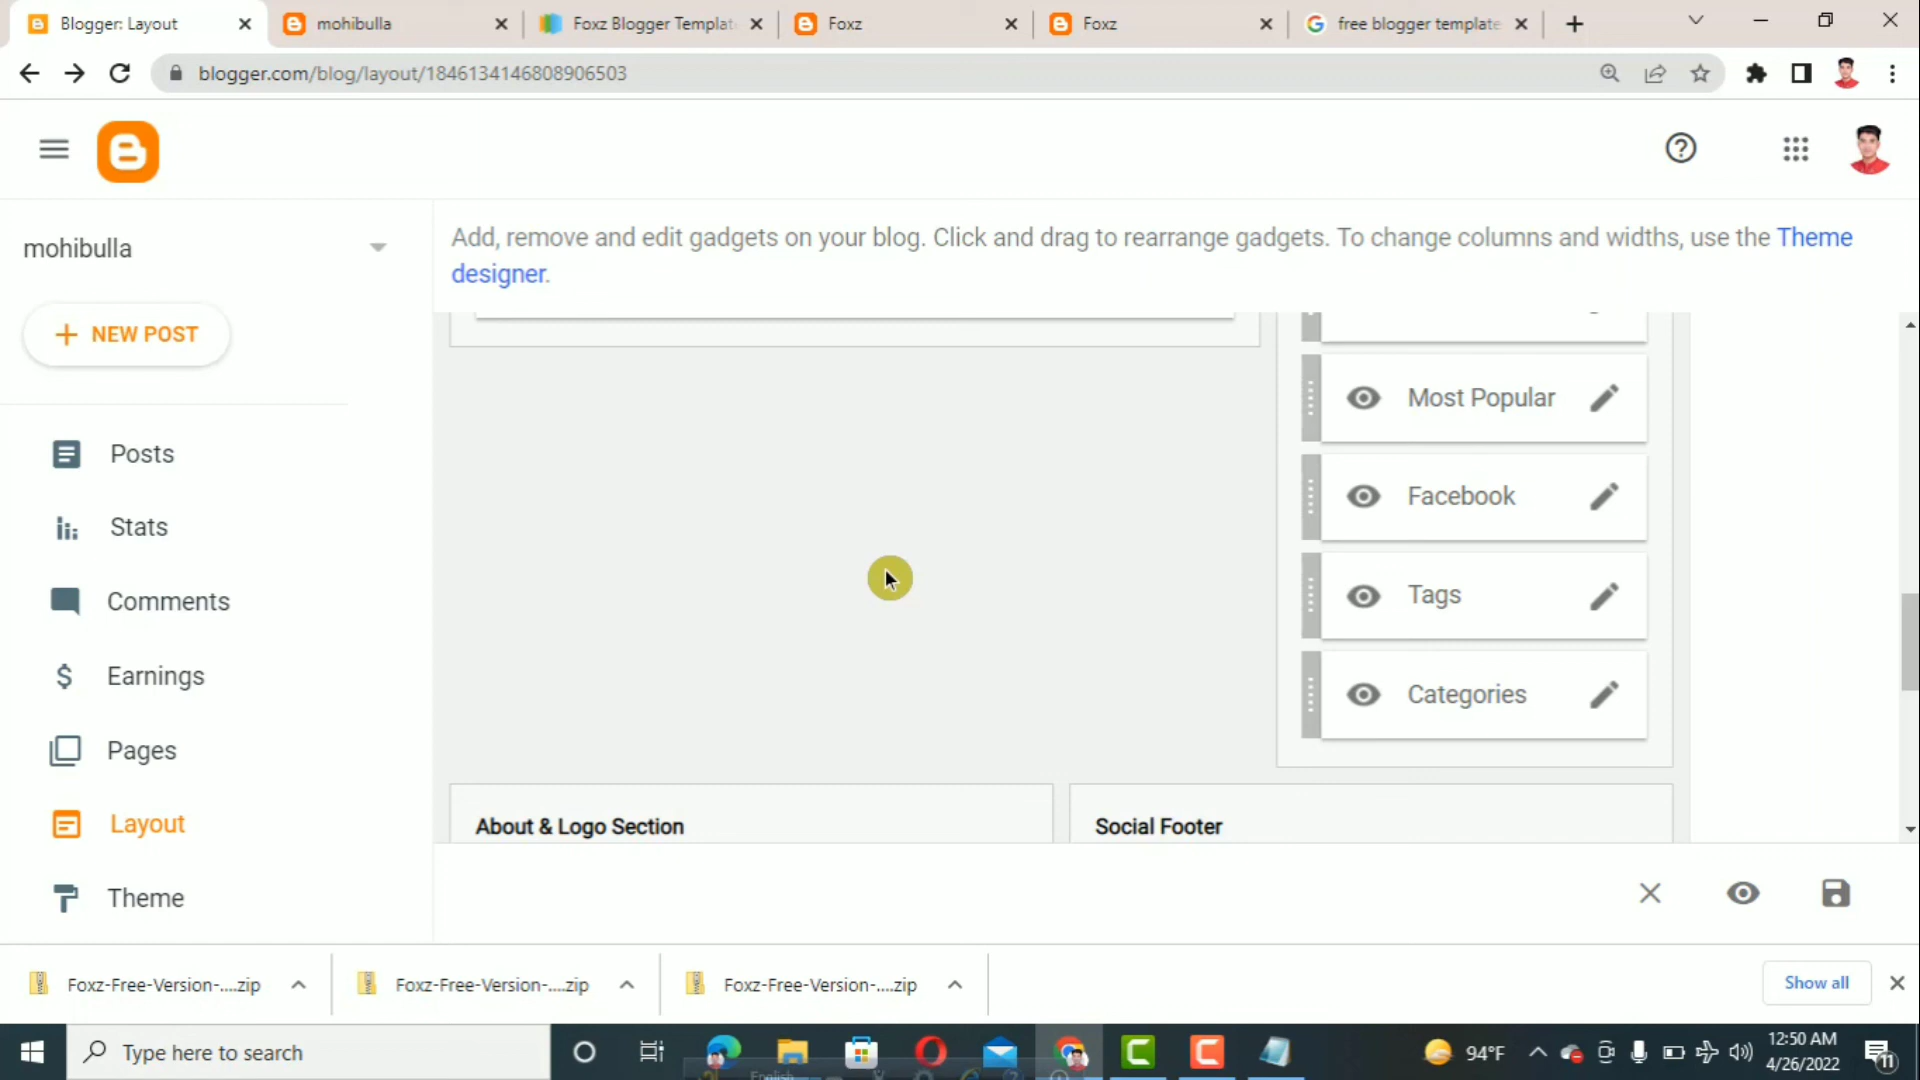 Blogger: Layout
mohibulla
Foxz Blogger Templat
Foxz
Foxz
free blogger template
blogger.com/blog/layout/1846134146808906503
mohibulla
Add, remove and edit gadgets on your blog. Click and drag to rearrange gadgets. To change columns and widths, use the Theme
designer.
NEW POST
Posts
Stats
Comments
Earnings
Pages
Layout
Theme
Most Popular
Facebook
Tags
Categories
About & Logo Section
Social Footer
Foxz-Free-Version-....zip
Foxz-Free-Version-....zip
Foxz-Free-Version-....zip
Show all
Type here to search
English
94°F
12:50 AM
4/26/2022
11